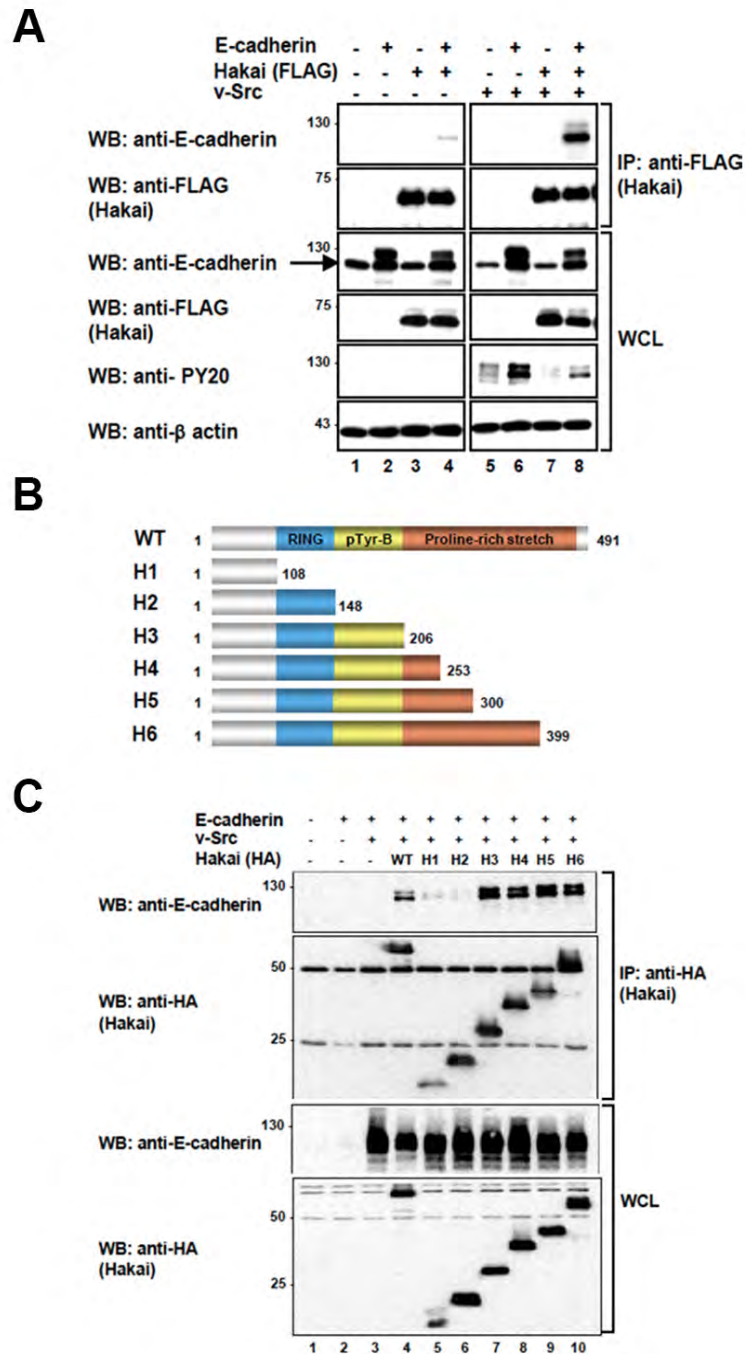 A
E-cadherin - + - + - + - +
Hakai (FLAG) - - + + - - + +
v-Src - - - - + + + +
130
WB: anti-E-cadherin
75
WB: anti-FLAG
(Hakai)
IP: anti-FLAG
(Hakai)
130
WB: anti-E-cadherin
75
WB: anti-FLAG
(Hakai)
130
WB: anti- PY20
43
WB: anti-β actin
WCL
1 2 3 4 5 6 7 8
B
WT 1 RING pTyr-B Proline-rich stretch 491
H1 1 108
H2 1 148
H3 1 206
H4 1 253
H5 1 300
H6 1 399
C
E-cadherin - + + + + + + + + +
v-Src - - + + + + + + + +
Hakai (HA) - - - WT H1 H2 H3 H4 H5 H6
130
WB: anti-E-cadherin
50
WB: anti-HA
(Hakai)
25
IP: anti-HA
(Hakai)
130
WB: anti-E-cadherin
50
WB: anti-HA
(Hakai)
25
WCL
1 2 3 4 5 6 7 8 9 10